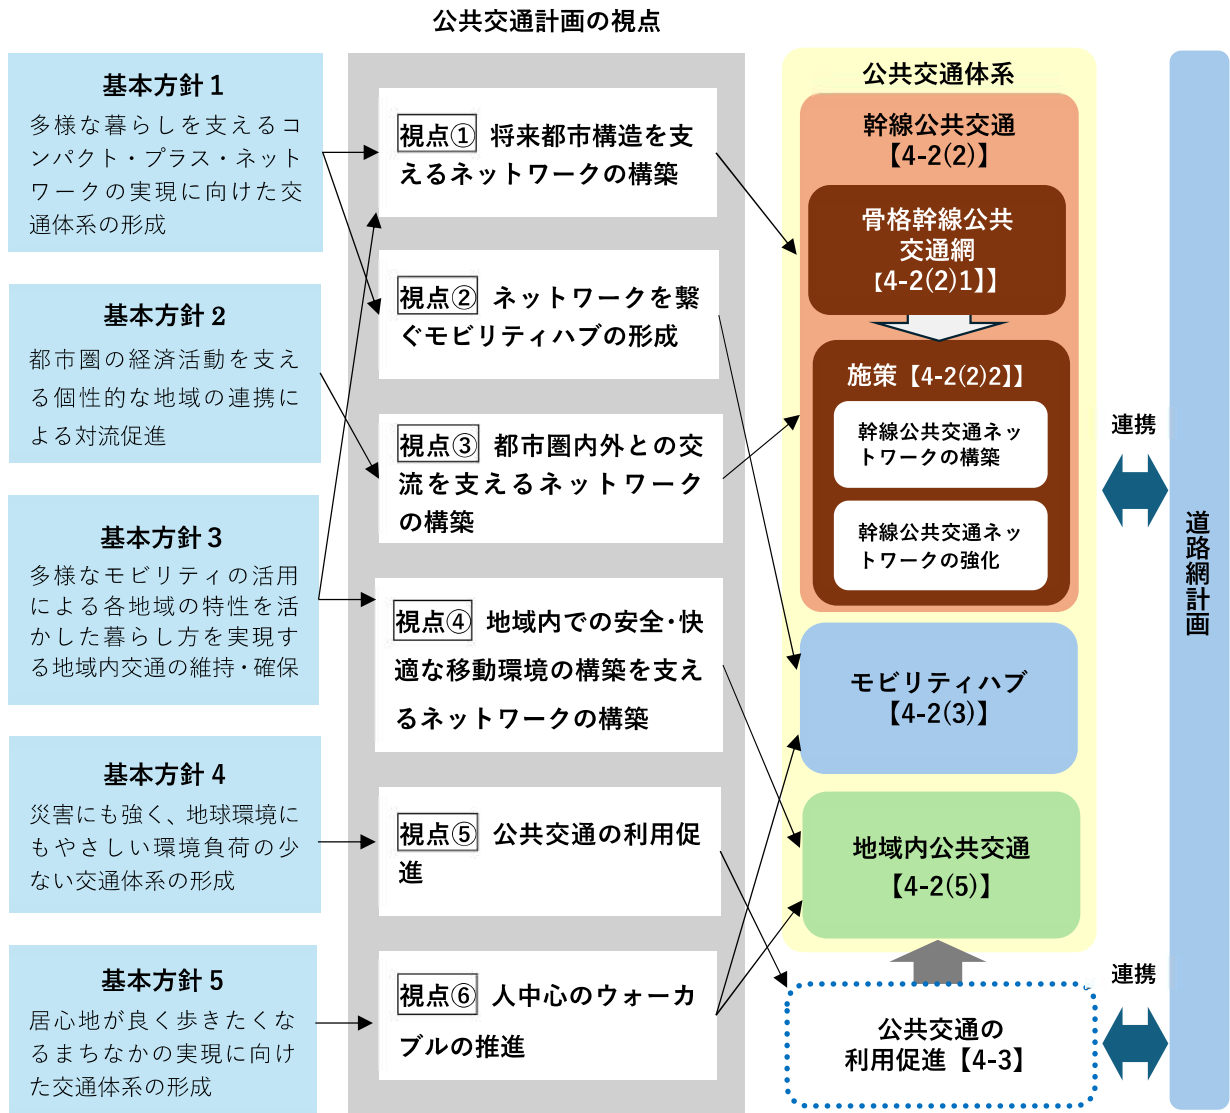 公共交通計画の視点
基本方針１
多様な暮らしを支えるコ
ンパクト・プラス・ネット
ワークの実現に向けた交
通体系の形成
基本方針２
都市圏の経済活動を支え
る個性的な地域の連携に
よる対流促進
基本方針３
多様なモビリティの活用
による各地域の特性を活
かした暮らし方を実現す
る地域内交通の維持・確保
基本方針４
災害にも強く、地球環境に
もやさしい環境負荷の少
ない交通体系の形成
基本方針５
居心地が良く歩きたくな
るまちなかの実現に向け
た交通体系の形成
視点① 将来都市構造を支
えるネットワークの構築
視点② ネットワークを繋
ぐモビリティハブの形成
視点③ 都市圏内外との交
流を支えるネットワーク
の構築
視点④ 地域内での安全・快
適な移動環境の構築を支え
るネットワークの構築
視点⑤ 公共交通の利用促
進
視点⑥ 人中心のウォーカ
ブルの推進
公共交通体系
幹線公共交通
【4-2(2)】
骨格幹線公共
交通網
【4-2(2)1】】
施策【4-2(2)2】】
幹線公共交通ネッ
トワークの構築
幹線公共交通ネッ
トワークの強化
モビリティハブ
【4-2(3)】
地域内公共交通
【4-2(5)】
公共交通の
利用促進【4-3】
連携
連携
道路網計画